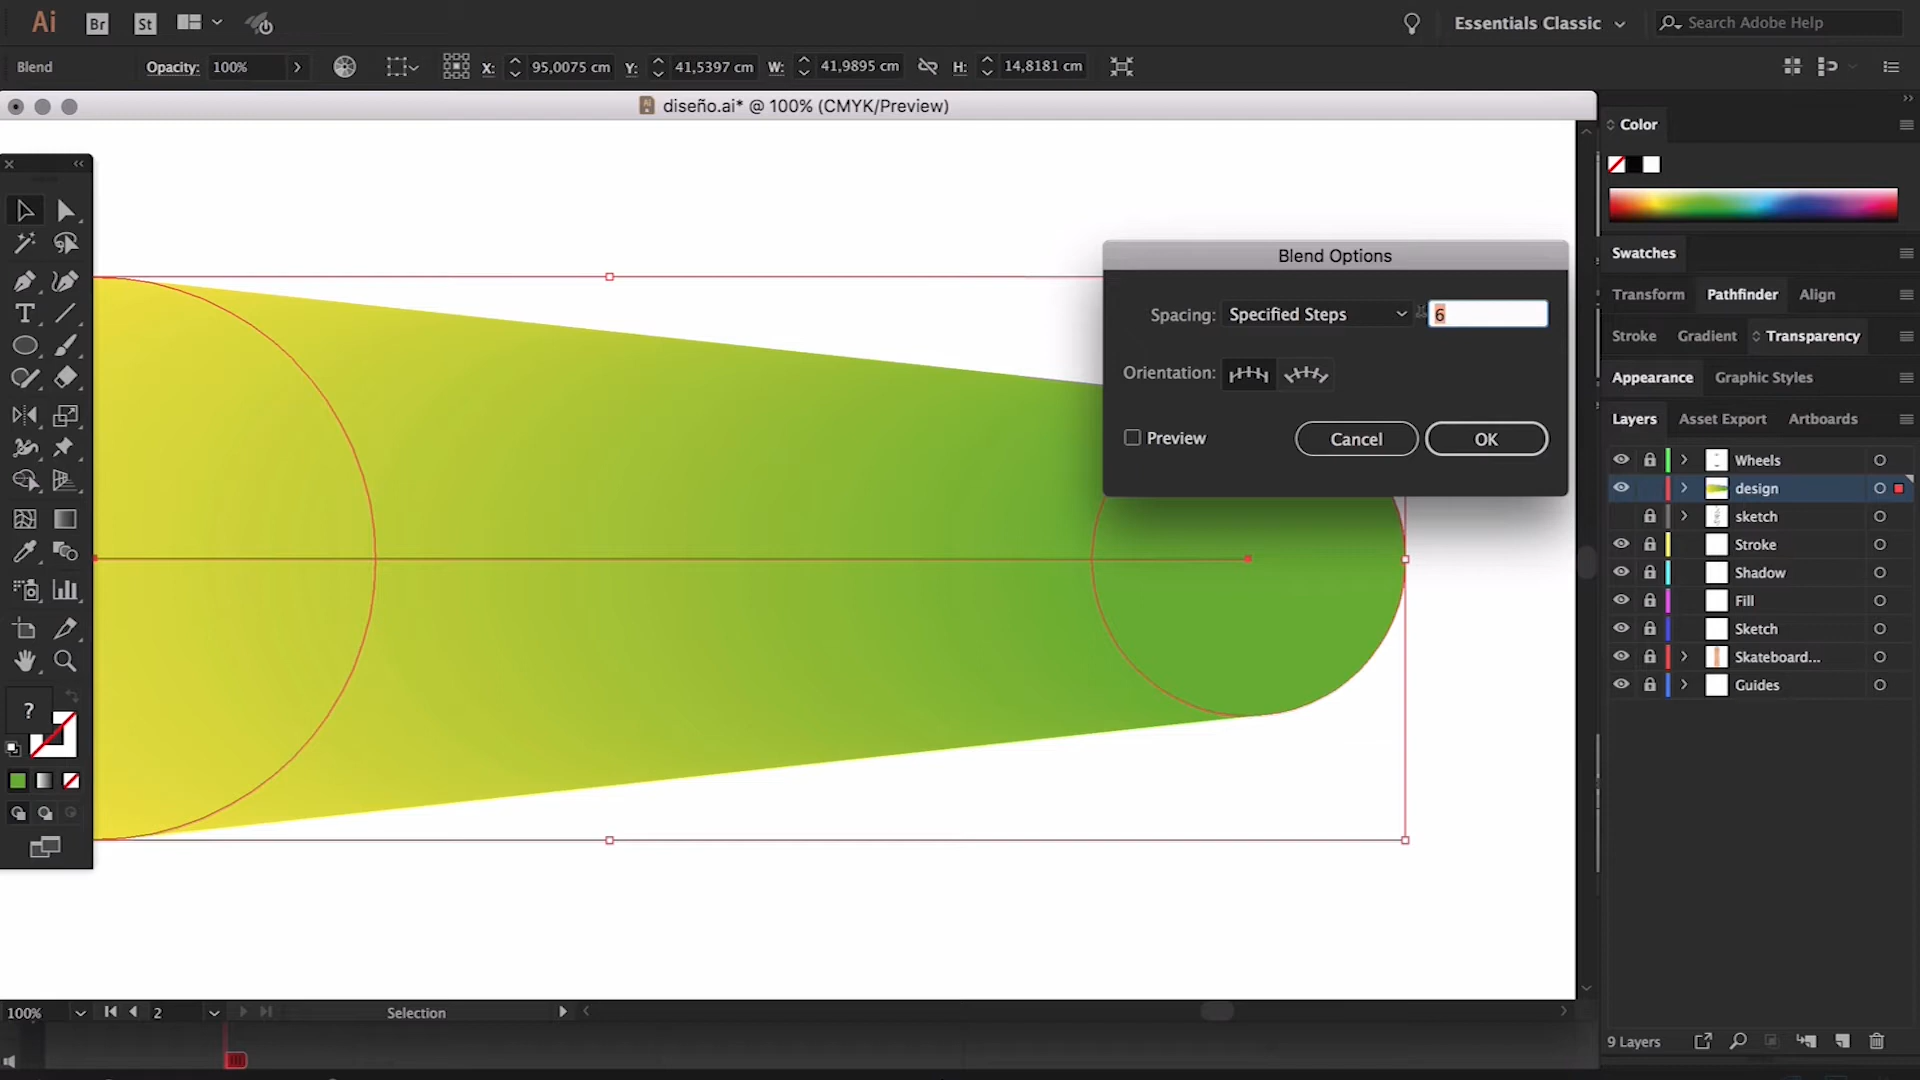 Ai Br St Essentials Classic Search Adobe Help
Blend Opacity: 100% X: 95,0075 cm Y: 41,5397 cm W: 41,9895 cm H: 14,8181 cm
diseño.ai* @ 100% (CMYK/Preview)
Blend Options
Spacing: Specified Steps 6
Orientation:
Preview Cancel OK
?
Color
Swatches
Transform Pathfinder Align
Stroke Gradient Transparency
Appearance Graphic Styles
Layers Asset Export Artboards
Wheels
design
sketch
Stroke
Shadow
Fill
Sketch
Skateboard...
Guides
100% 2 Selection
9 Layers